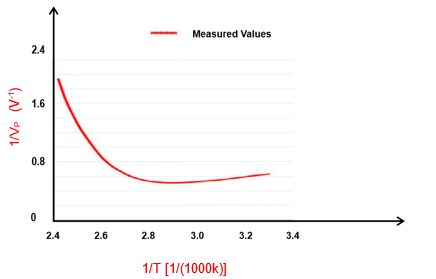 Measured Values
2.4
1.6
0.8
0
1/VP (V-1)
2.4 2.6 2.8 3.0 3.2 3.4
1/T [1/(1000k)]